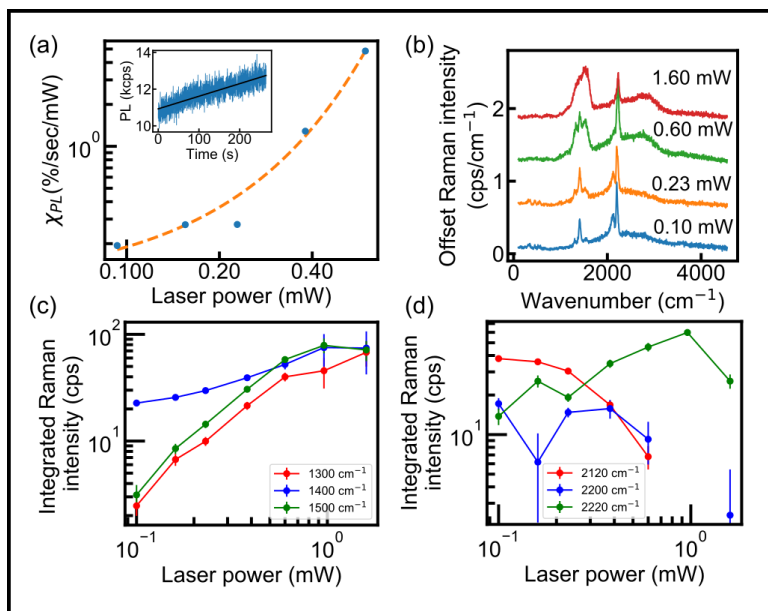 (a)
χPL(%/sec/mW)
10⁰
PL (kcps)
14
12
10
0
100
200
Time (s)
0.100
0.20
0.40
Laser power (mW)
(b)
Offset Raman intensity
(cps/cm⁻¹)
2
1
0
1.60 mW
0.60 mW
0.23 mW
0.10 mW
0
2000
4000
Wavenumber (cm⁻¹)
(c)
Integrated Raman
intensity (cps)
10²
10¹
10⁰
1300 cm⁻¹
1400 cm⁻¹
1500 cm⁻¹
10⁻¹
10⁰
Laser power (mW)
(d)
Integrated Raman
intensity (cps)
10¹
2120 cm⁻¹
2200 cm⁻¹
2220 cm⁻¹
10⁻¹
10⁰
Laser power (mW)